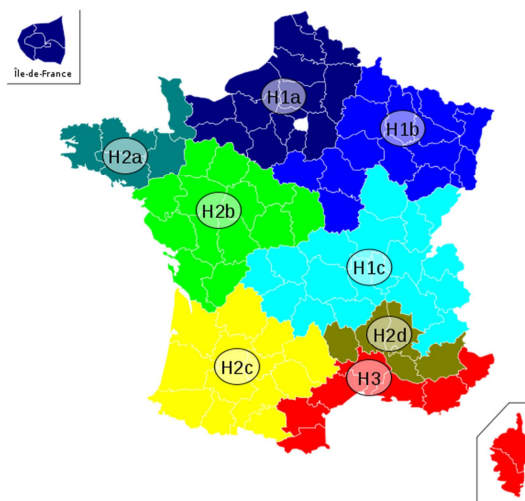 Île-de-France
H1a
H1b
H2a
H2b
H1c
H2d
H2c
H3